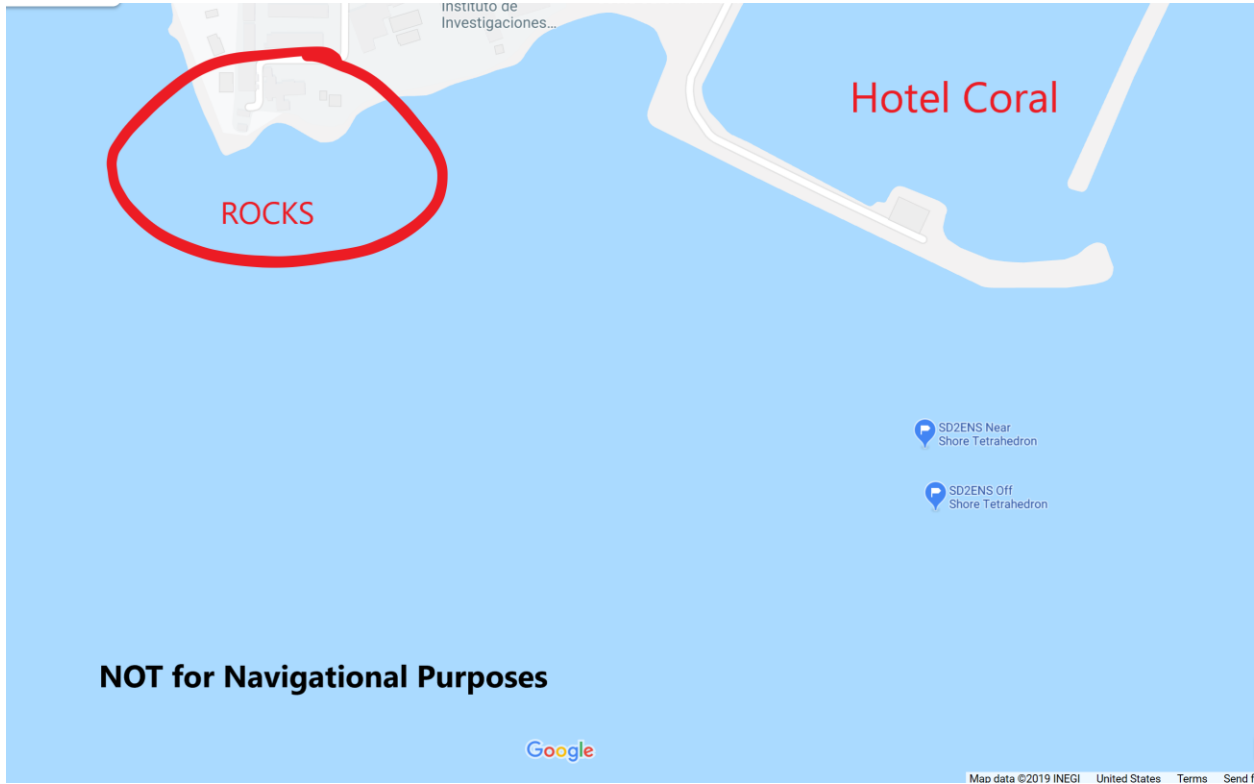 Instituto de
Investigaciones...
Hotel Coral
ROCKS
SD2ENS Near
Shore Tetrahedron
SD2ENS Off
Shore Tetrahedron
NOT for Navigational Purposes
Google
Map data ©2019 INEGI United States Terms Send f